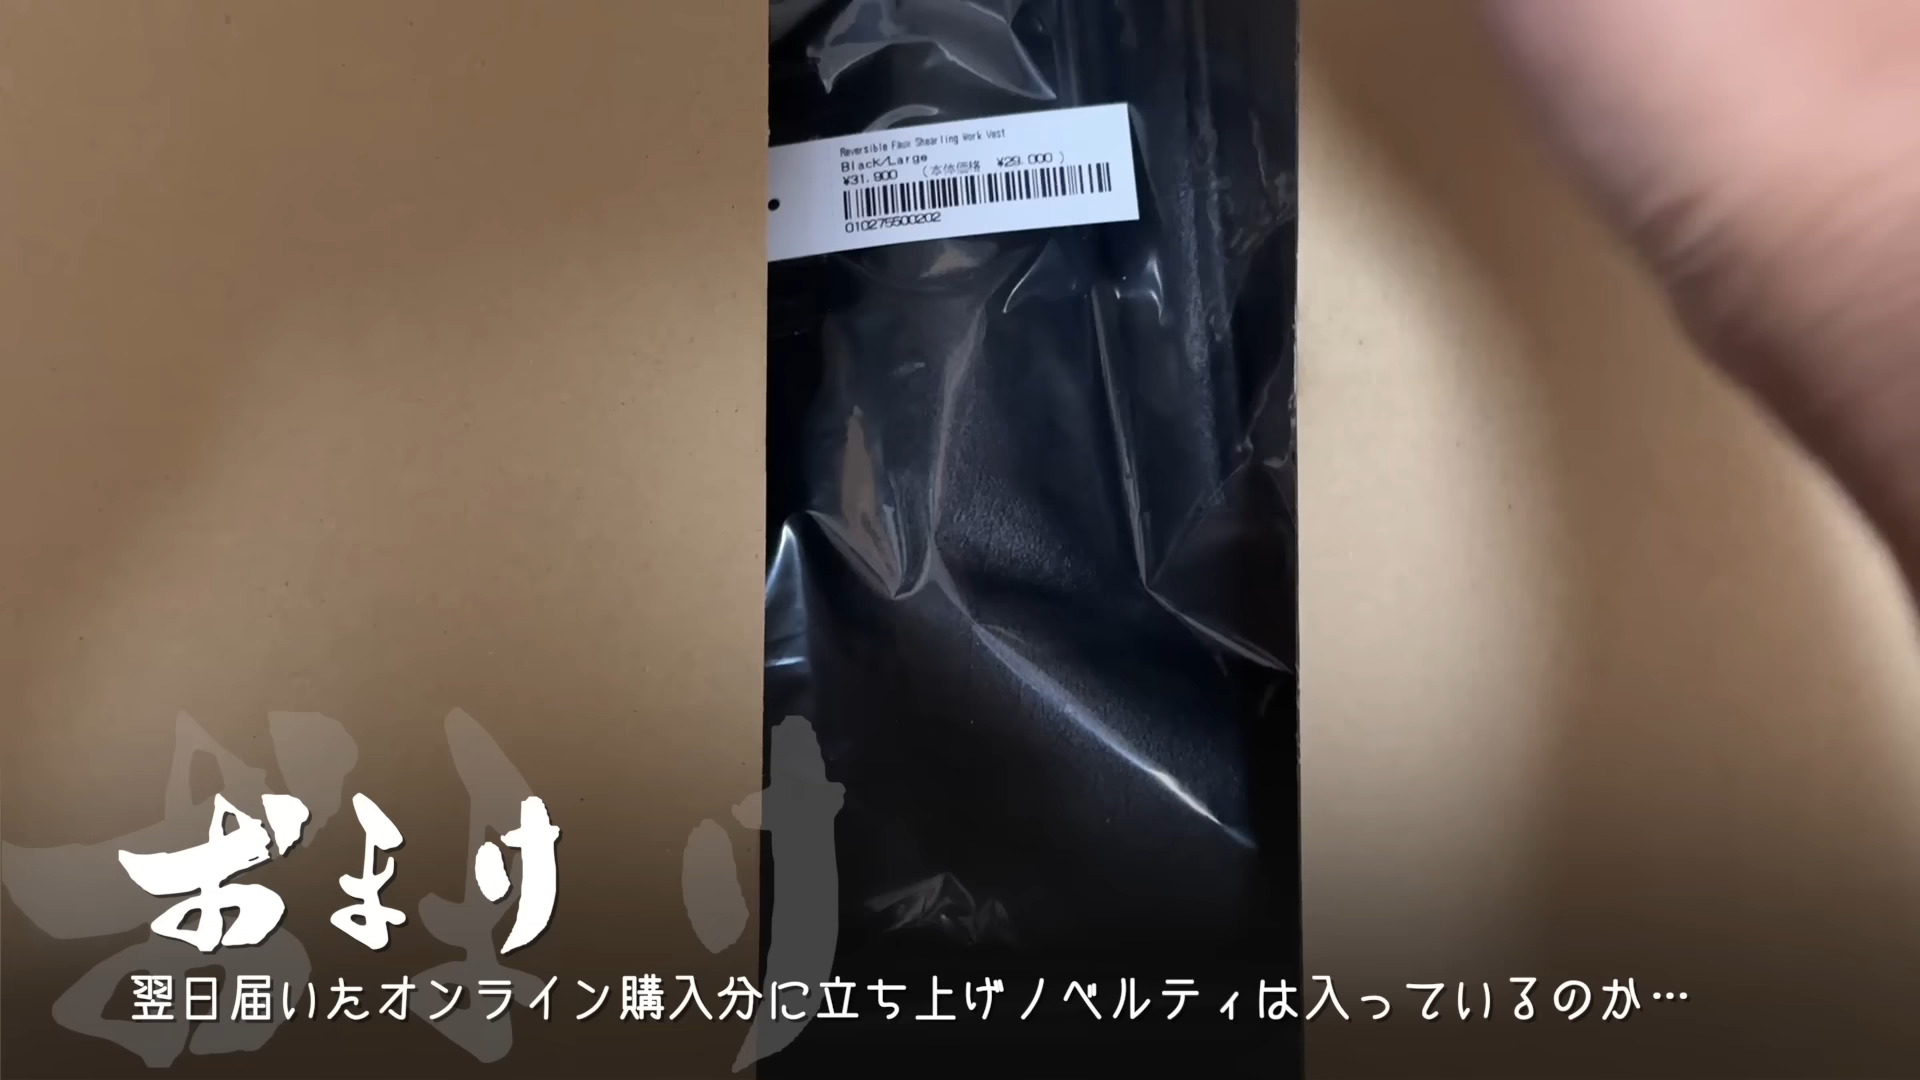 Reversible Faux Shearling Work Vest
Black/Large
¥31,900 (本体価格 ¥29,000 )
010275500202
おまけ
翌日届いたオンライン購入分に立ち上げノベルティは入っているのか…